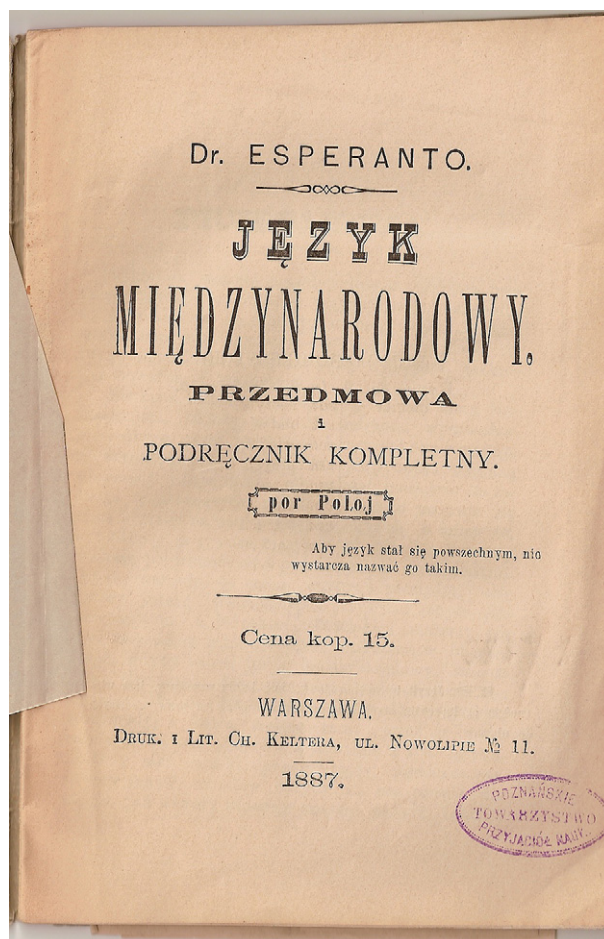 Dr. ESPERANTO.
JĘZYK
MIĘDZYNARODOWY.
PRZEDMOWA
i
PODRĘCZNIK KOMPLETNY.
por Poloj
Aby język stał się powszechnym, nie
wystarcza nazwać go takim.
Cena kop. 15.
WARSZAWA.
Druk. i Lit. Ch. Keltera, ul. Nowolipie № 11.
1887.
POZNAŃSKIE
TOWARZYSTWO
PRZYJACIÓŁ NAUK.